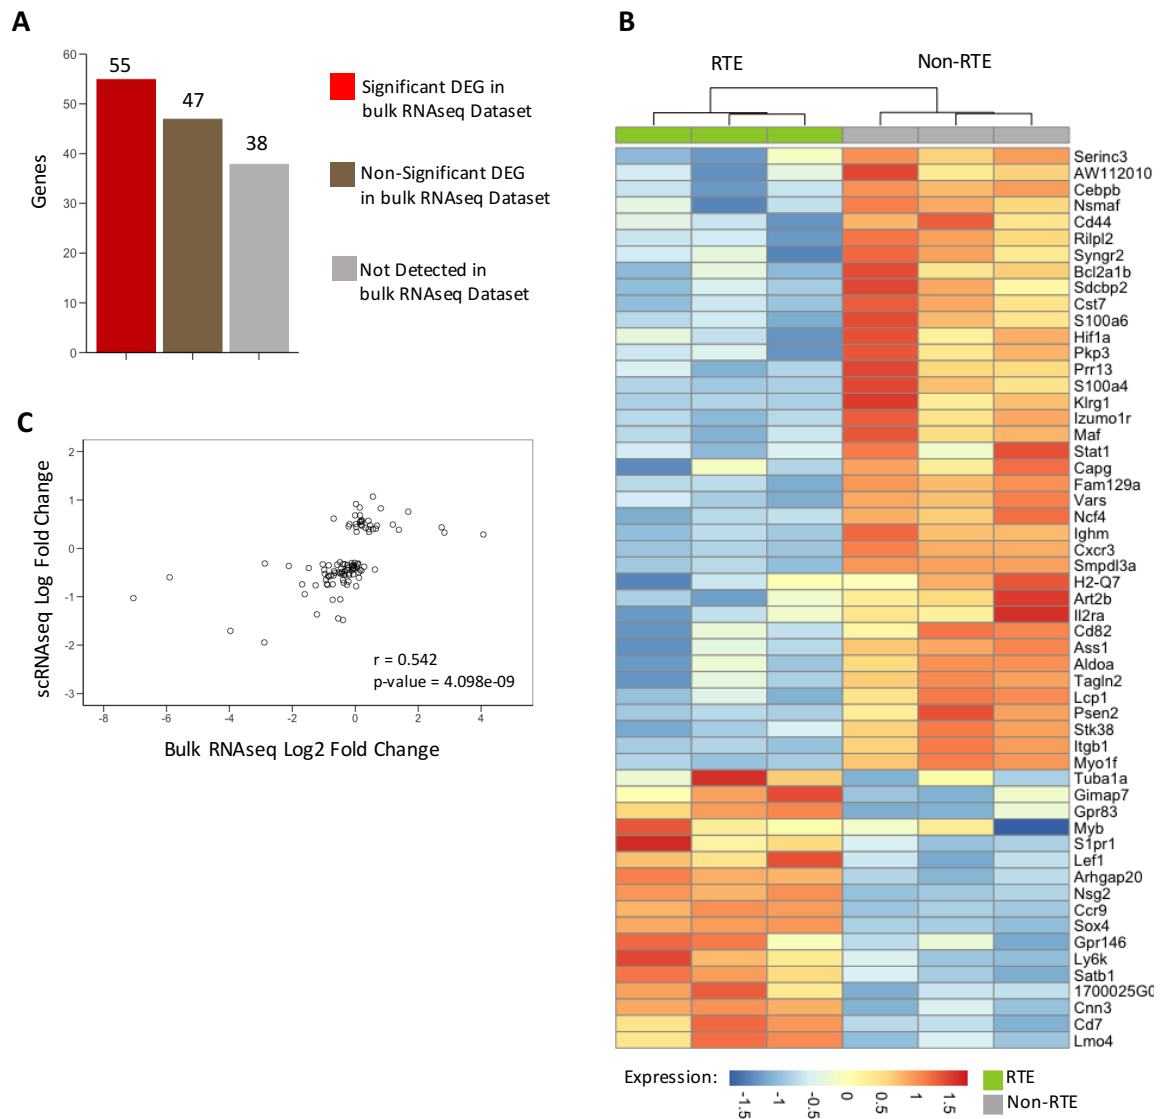 A
60
50
40
30
20
10
0
Genes
55
47
38
Significant DEG in
bulk RNAseq Dataset
Non-Significant DEG
in bulk RNAseq Dataset
Not Detected in
bulk RNAseq Dataset
B
RTE
Non-RTE
Serinc3
AW112010
Cebpb
Nsmaf
Cd44
Rilpl2
Syngr2
Bcl2a1b
Sdcbp2
Cst7
S100a6
Hif1a
Pkp3
Prr13
S100a4
Klrg1
Izumo1r
Maf
Stat1
Capg
Fam129a
Vars
Ncf4
Ighm
Cxcr3
Smpdl3a
H2-Q7
Art2b
Il2ra
Cd82
Ass1
Aldoa
Tagln2
Lcp1
Psen2
Stk38
Itgb1
Myo1f
Tuba1a
Gimap7
Gpr83
Myb
S1pr1
Lef1
Arhgap20
Nsg2
Ccr9
Sox4
Gpr146
Ly6k
Satb1
1700025G0
Cnn3
Cd7
Lmo4
Expression:
-1.5
-1
-0.5
0
0.5
1
1.5
RTE
Non-RTE
C
2
1
0
-1
-2
-3
scRNAseq Log Fold Change
r = 0.542
p-value = 4.098e-09
-8 -6 -4 -2 0 2 4
Bulk RNAseq Log2 Fold Change